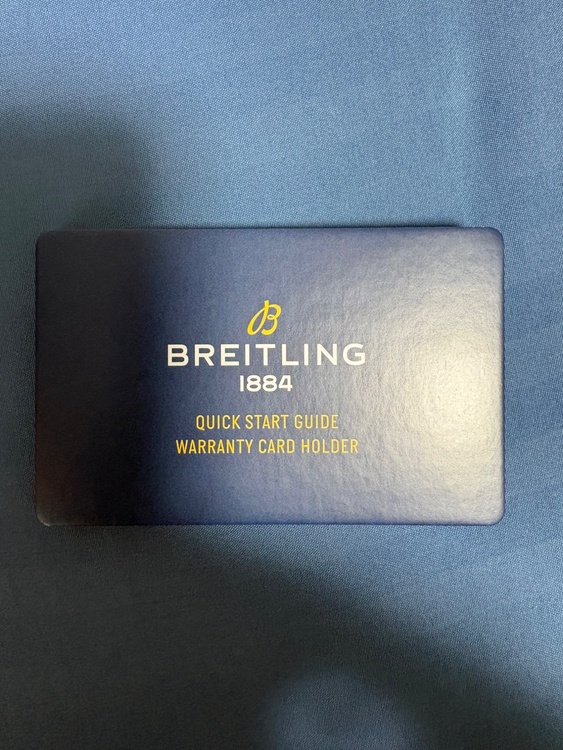 B
BREITLING
1884
QUICK START GUIDE
WARRANTY CARD HOLDER